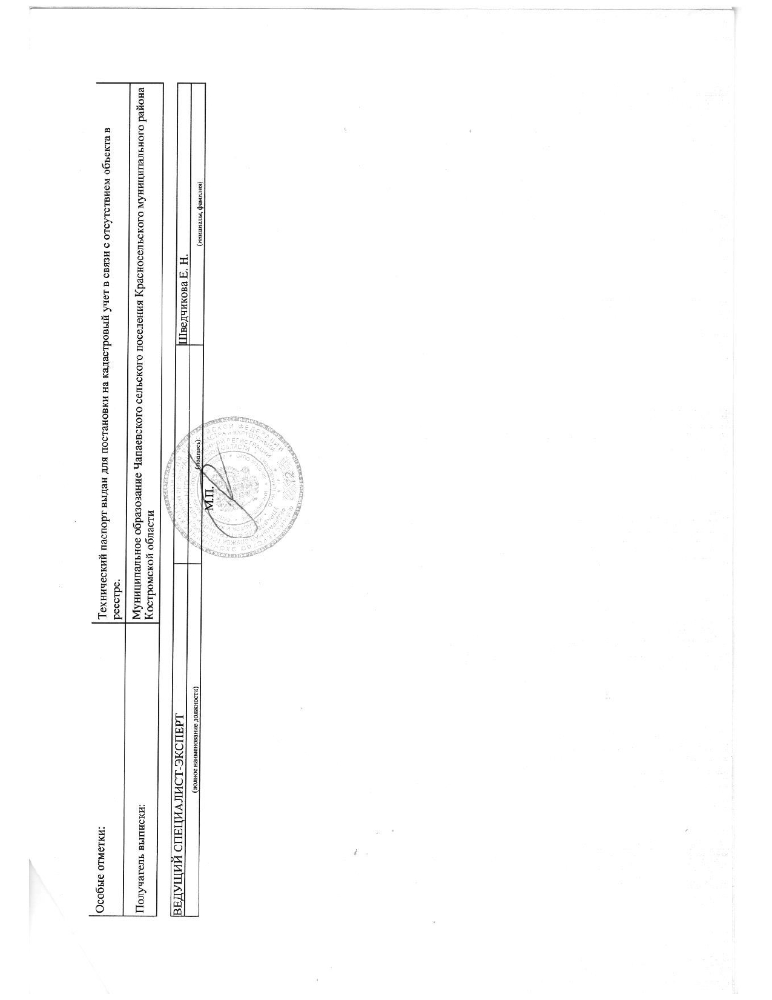 Особые отметки:
Технический паспорт выдан для постановки на кадастровый учет в связи с отсутствием объекта в
реестре.
Получатель выписки:
Муниципальное образование Чапаевского сельского поселения Красносельского муниципального района
Костромской области
ВЕДУЩИЙ СПЕЦИАЛИСТ-ЭКСПЕРТ
Шведчикова Е. Н.
(полное наименование должности)
(подпись)
(инициалы, фамилия)
М.П.
72